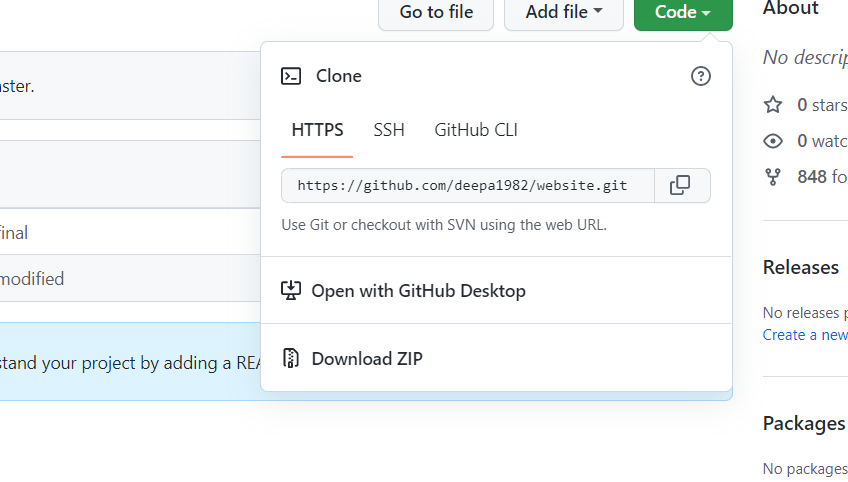 Go to file
Add file
Code
About
No descrip
0 stars
0 watc
848 fo
Clone
HTTPS
SSH
GitHub CLI
https://github.com/deepa1982/website.git
Use Git or checkout with SVN using the web URL.
Open with GitHub Desktop
Download ZIP
ster.
final
modified
stand your project by adding a REA
Releases
No releases p
Create a new
Packages
No packages